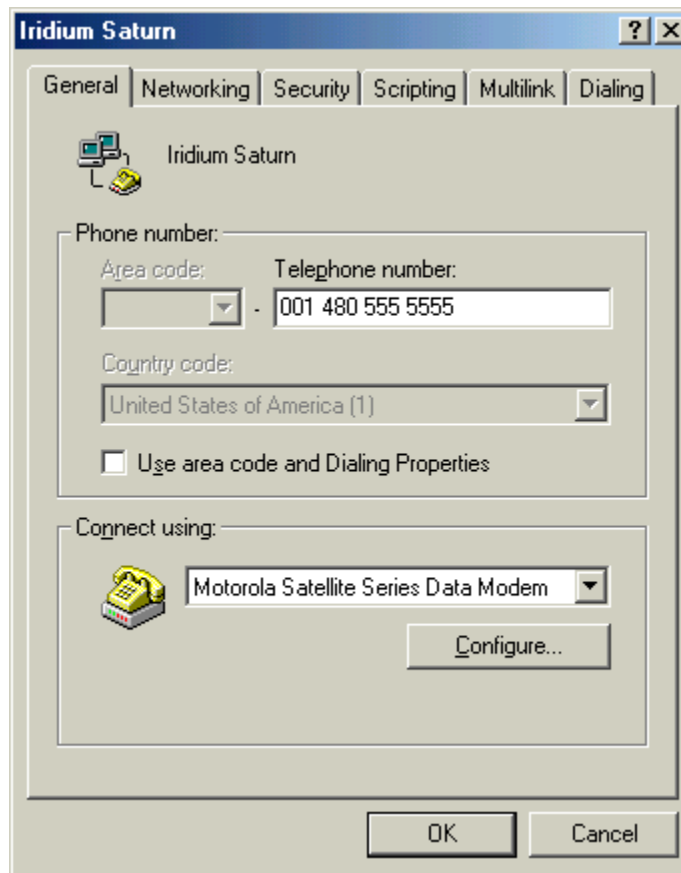 Iridium Saturn
General Networking Security Scripting Multilink Dialing
Iridium Saturn
Phone number:
Area code: Telephone number:
- 001 480 555 5555
Country code:
United States of America (1)
Use area code and Dialing Properties
Connect using:
Motorola Satellite Series Data Modem
Configure...
OK Cancel